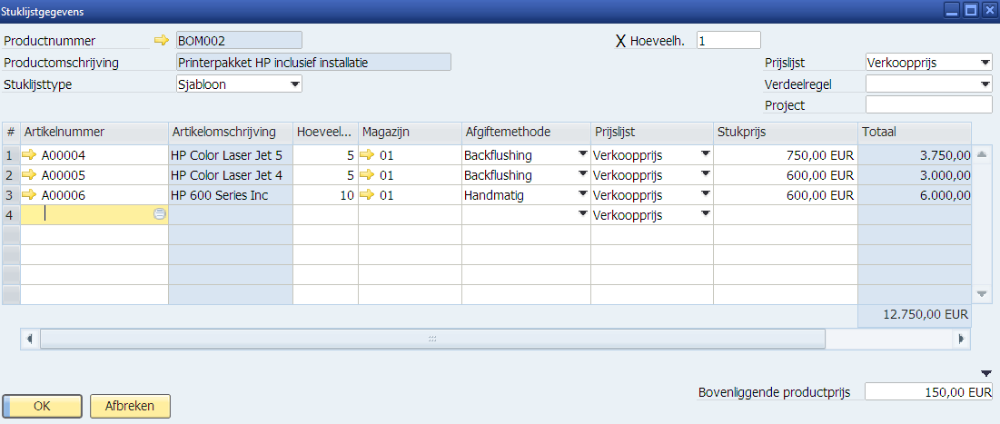 Stuklijstgegevens
Productnummer BOM002 X Hoeveelh. 1
Productomschrijving Printerpakket HP inclusief installatie Prijslijst Verkoopprijs
Stuklijsttype Sjabloon Verdeelregel
Project
# Artikelnummer Artikelomschrijving Hoeveel... Magazijn Afgiftemethode Prijslijst Stukprijs Totaal
1 A00004 HP Color Laser Jet 5 5 01 Backflushing Verkoopprijs 750,00 EUR 3.750,00
2 A00005 HP Color Laser Jet 4 5 01 Backflushing Verkoopprijs 600,00 EUR 3.000,00
3 A00006 HP 600 Series Inc 10 01 Handmatig Verkoopprijs 600,00 EUR 6.000,00
4 Verkoopprijs
12.750,00 EUR
Bovenliggende productprijs 150,00 EUR
OK Afbreken